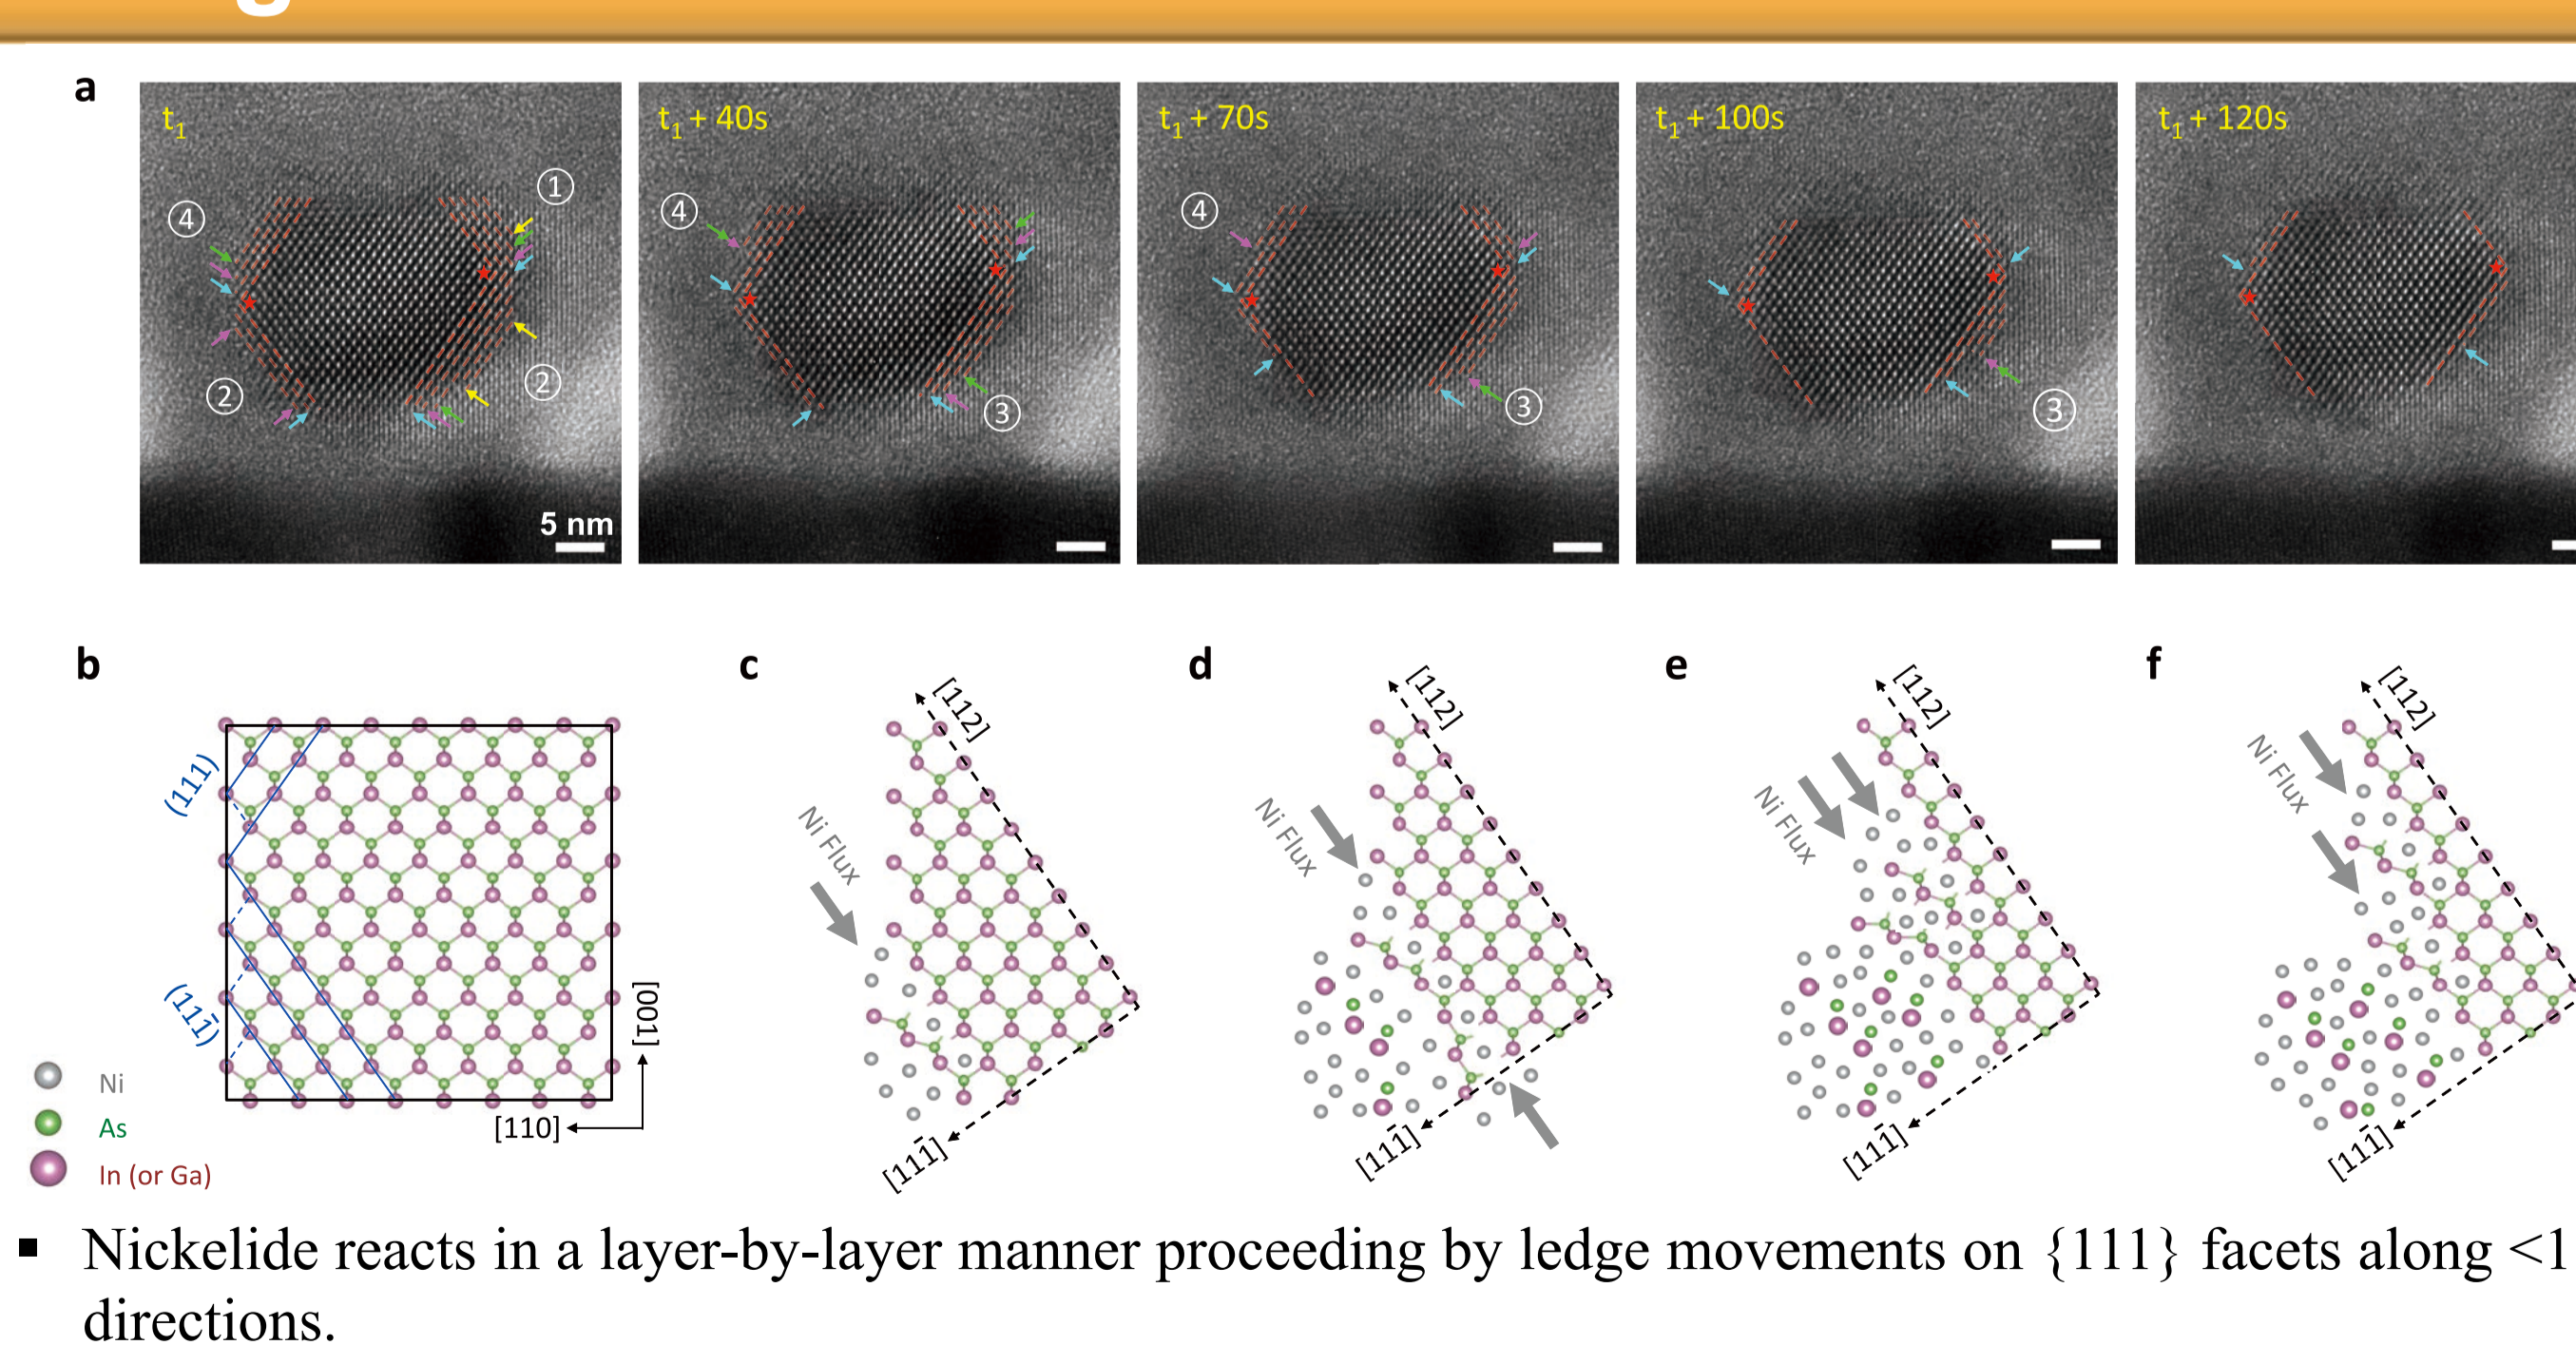 a
t₁
t₁ + 40s
t₁ + 70s
t₁ + 100s
t₁ + 120s
①
④
④
④
②
②
③
③
③
5 nm
b
c
d
e
f
(111)
(111̄)
[001]
[110]
Ni
As
In (or Ga)
[112]
Ni Flux
[111̄]
[112]
Ni Flux
[111̄]
[112]
Ni Flux
[111̄]
[112]
Ni Flux
[111̄]
▪ Nickelide reacts in a layer-by-layer manner proceeding by ledge movements on {111} facets along <1
directions.